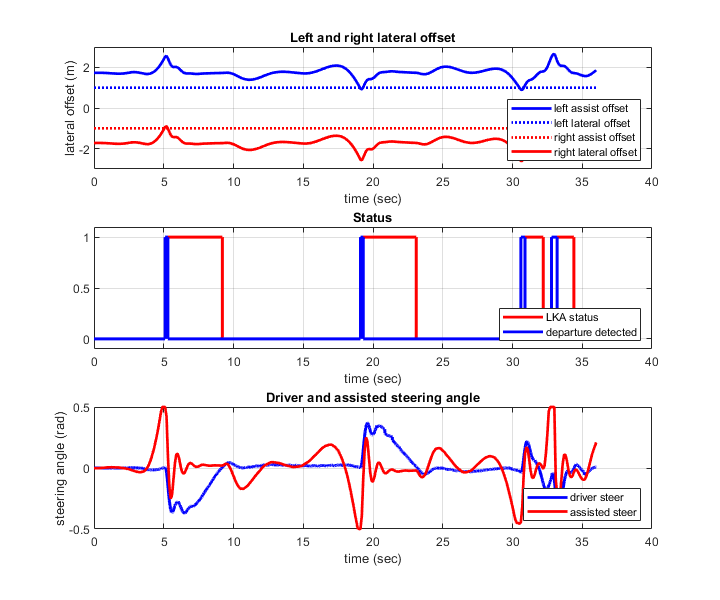 Left and right lateral offset
lateral offset (m)
2
0
-2
left assist offset
left lateral offset
right assist offset
right lateral offset
0 5 10 15 20 25 30 35 40
time (sec)
Status
1
0.5
0
LKA status
departure detected
0 5 10 15 20 25 30 35 40
time (sec)
Driver and assisted steering angle
steering angle (rad)
0.5
0
-0.5
driver steer
assisted steer
0 5 10 15 20 25 30 35 40
time (sec)